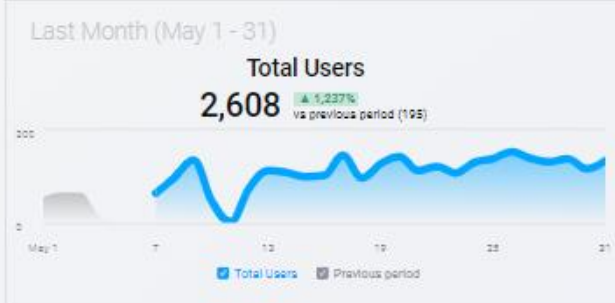 Last Month (May 1 - 31)
Total Users
2,608 ▲ 1,237%
vs previous period (195)
0
May 1 7 13 19 25 31
Total Users Previous period